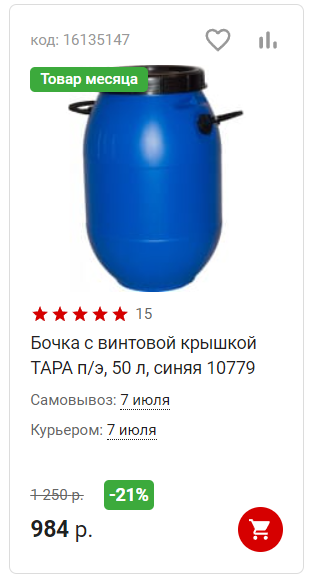 код: 16135147
Товар месяца
15
Бочка с винтовой крышкой
ТАРА п/э, 50 л, синяя 10779
Самовывоз: 7 июля
Курьером: 7 июля
1 250 р. -21%
984 р.